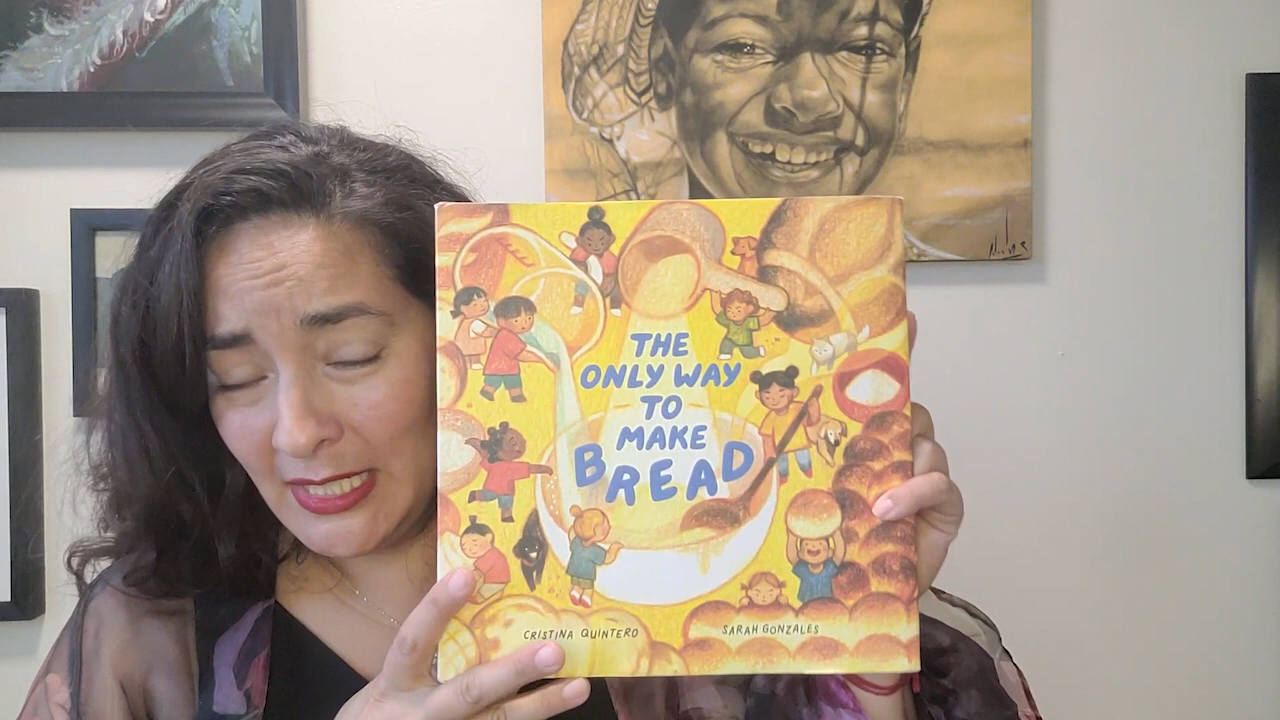 THE
ONLY WAY
TO
MAKE
BREAD
CRISTINA QUINTERO
SARAH GONZALES